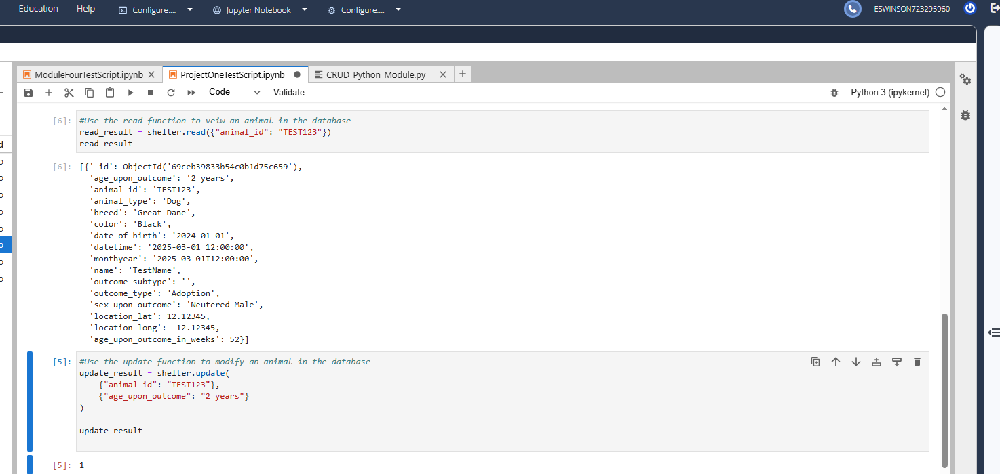 Education Help Configure.... Jupyter Notebook Configure.... ESWINSON723295960
ModuleFourTestScript.ipynb ProjectOneTestScript.ipynb CRUD_Python_Module.py
Code Validate Python 3 (ipykernel)
[6]: #Use the read function to veiw an animal in the database
read_result = shelter.read({"animal_id": "TEST123"})
read_result
[6]: [{'_id': ObjectId('69ceb39833b54c0b1d75c659'),
'age_upon_outcome': '2 years',
'animal_id': 'TEST123',
'animal_type': 'Dog',
'breed': 'Great Dane',
'color': 'Black',
'date_of_birth': '2024-01-01',
'datetime': '2025-03-01 12:00:00',
'monthyear': '2025-03-01T12:00:00',
'name': 'TestName',
'outcome_subtype': '',
'outcome_type': 'Adoption',
'sex_upon_outcome': 'Neutered Male',
'location_lat': 12.12345,
'location_long': -12.12345,
'age_upon_outcome_in_weeks': 52}]
[5]: #Use the update function to modify an animal in the database
update_result = shelter.update(
{"animal_id": "TEST123"},
{"age_upon_outcome": "2 years"}
)
update_result
[5]: 1